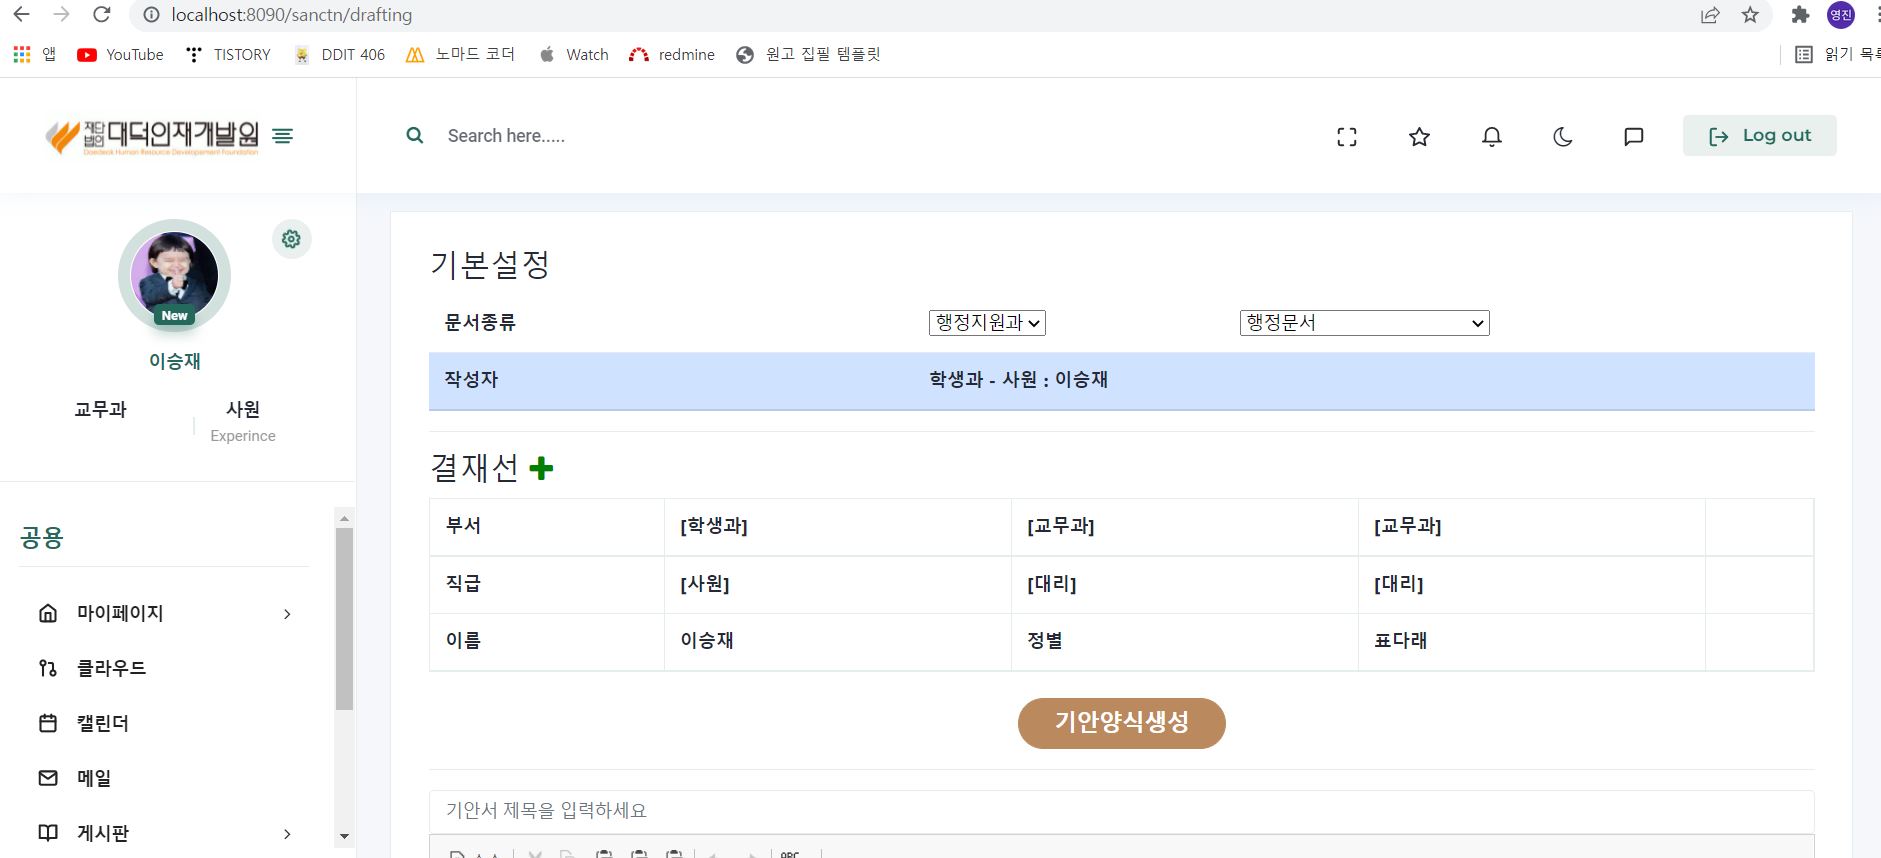 localhost:8090/sanctn/drafting
영진
앱 YouTube TISTORY DDIT 406 노마드 코더 Watch redmine 원고 집필 템플릿 읽기 목록
재단법인 대덕인재개발원
Daedeok Human Resource Developement Foundation
Search here.....
Log out
New
이승재
교무과 사원
Experince
공용
마이페이지
클라우드
캘린더
메일
게시판
기본설정
문서종류 행정지원과 행정문서
작성자 학생과 - 사원 : 이승재
결재선
부서 [학생과] [교무과] [교무과]
직급 [사원] [대리] [대리]
이름 이승재 정별 표다래
기안양식생성
기안서 제목을 입력하세요